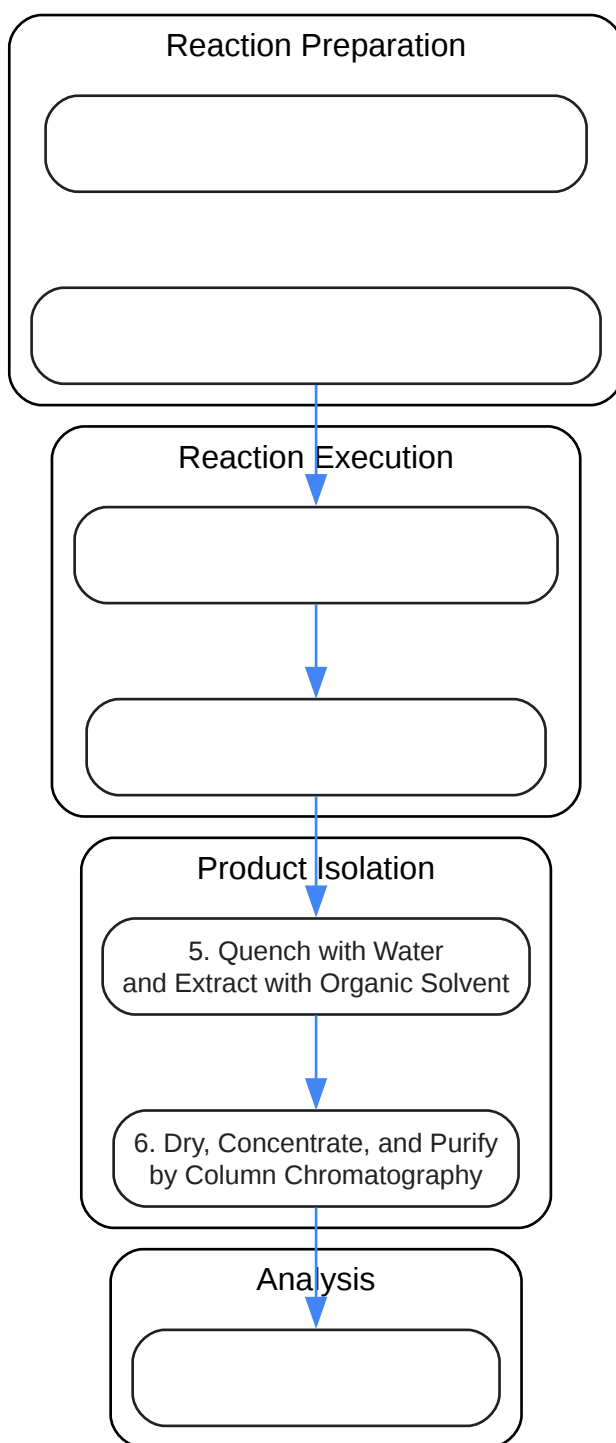 Reaction Preparation
Reaction Execution
Product Isolation
5. Quench with Water
and Extract with Organic Solvent
6. Dry, Concentrate, and Purify
by Column Chromatography
Analysis